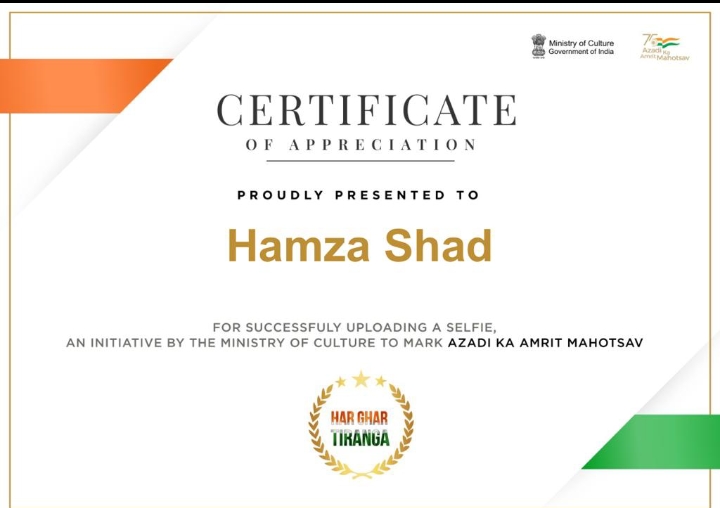 Ministry of Culture
Government of India
75
Azadi Ka
Amrit Mahotsav
CERTIFICATE
OF APPRECIATION
PROUDLY PRESENTED TO
Hamza Shad
FOR SUCCESSFULY UPLOADING A SELFIE,
AN INITIATIVE BY THE MINISTRY OF CULTURE TO MARK AZADI KA AMRIT MAHOTSAV
HAR GHAR
TIRANGA